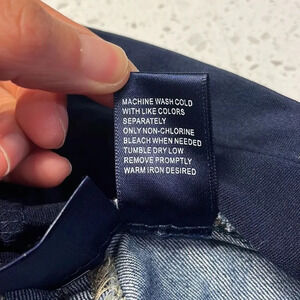 MACHINE WASH COLD
WITH LIKE COLORS
SEPARATELY
ONLY NON-CHLORINE
BLEACH WHEN NEEDED
TUMBLE DRY LOW
REMOVE PROMPTLY
WARM IRON DESIRED